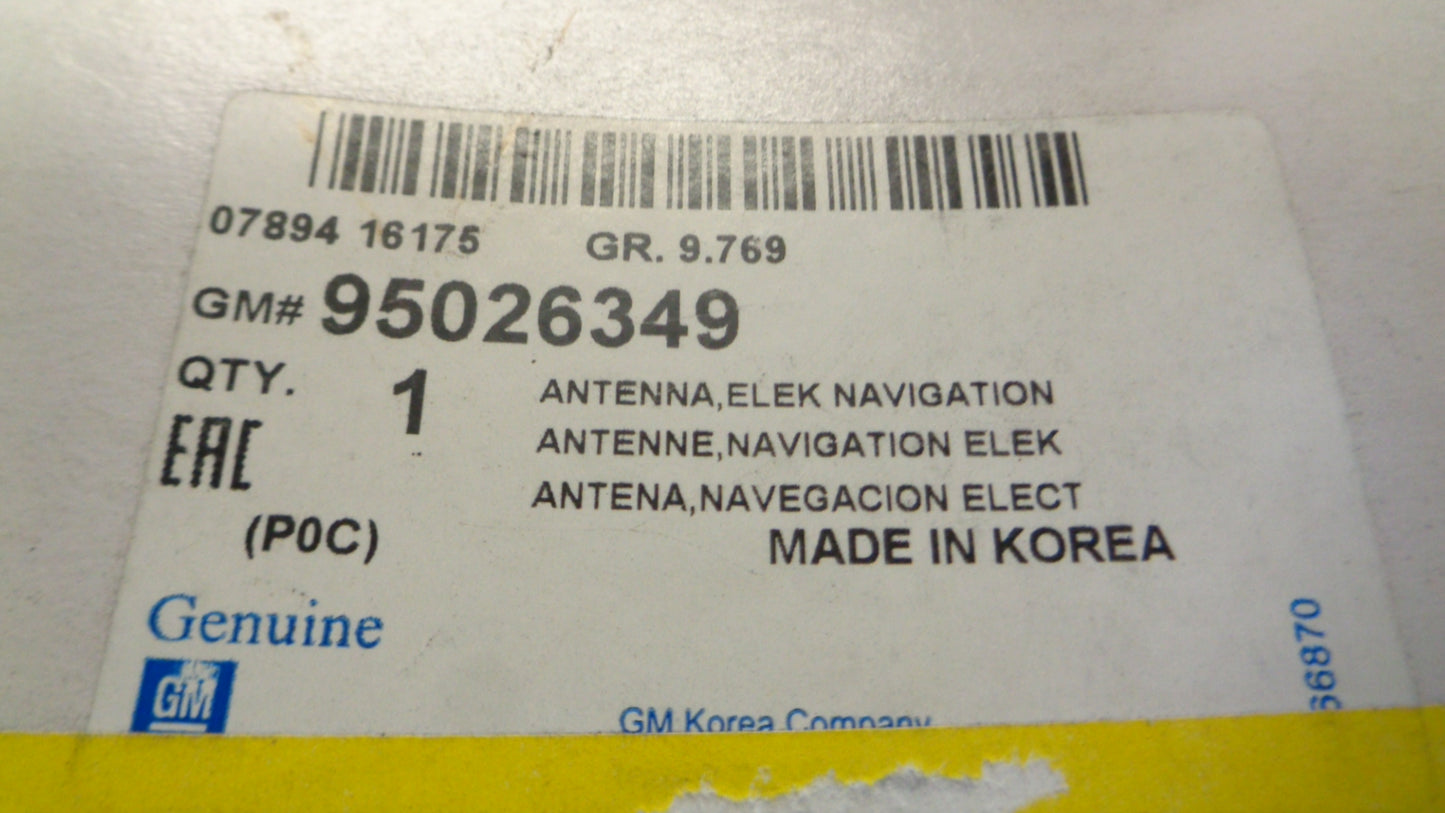 07894 16175 GR. 9.769
GM# 95026349
QTY. 1
ANTENNA,ELEK NAVIGATION
ANTENNE,NAVIGATION ELEK
ANTENA,NAVEGACION ELECT
EAC
(P0C)
MADE IN KOREA
Genuine
GM
GM Korea Company
66870